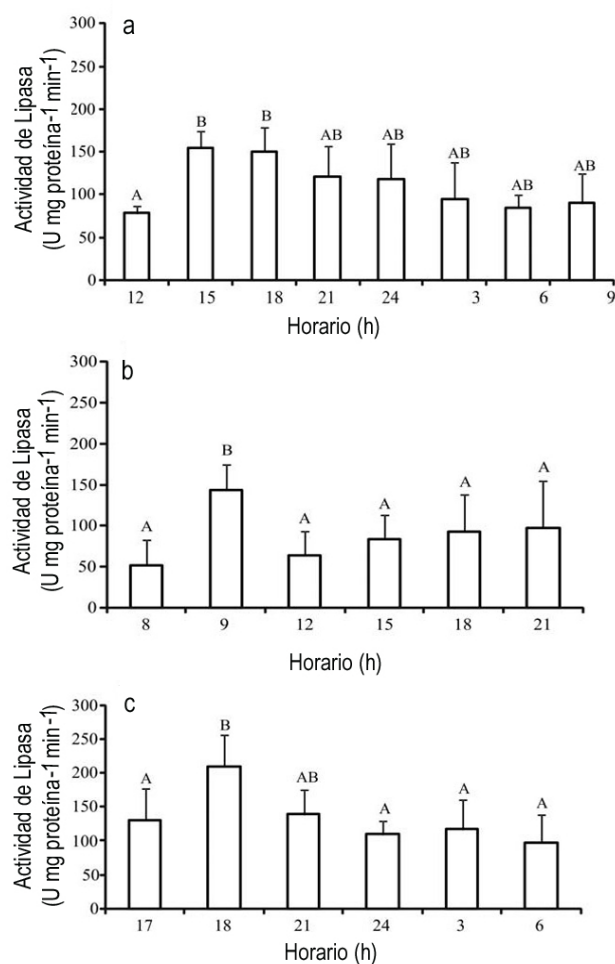 a
Actividad de Lipasa
(U mg proteína-1 min-1)
300
250
200
150
100
50
0
A
B
B
AB
AB
AB
AB
AB
12
15
18
21
24
3
6
9
Horario (h)
b
Actividad de Lipasa
(U mg proteína-1 min-1)
300
250
200
150
100
50
0
A
B
A
A
A
A
8
9
12
15
18
21
Horario (h)
c
Actividad de Lipasa
(U mg proteína-1 min-1)
300
250
200
150
100
50
0
A
B
AB
A
A
A
17
18
21
24
3
6
Horario (h)